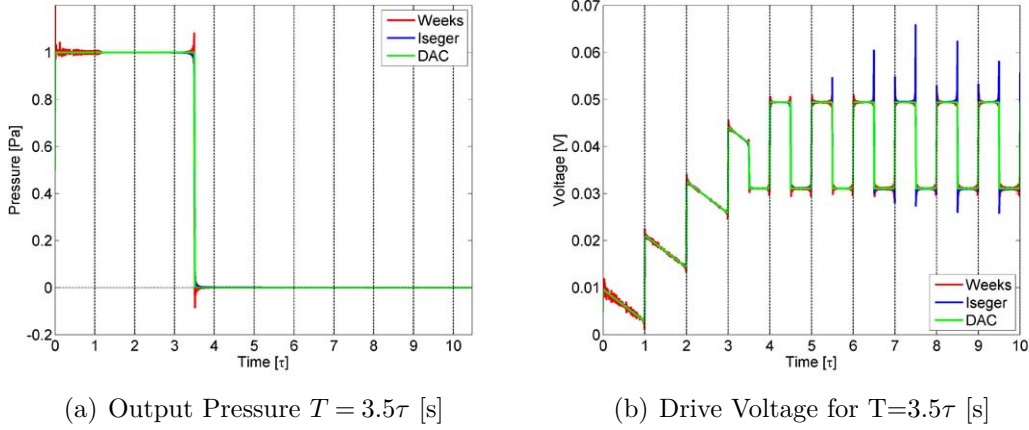 Weeks
Iseger
DAC
Pressure [Pa]
1
0.8
0.6
0.4
0.2
0
-0.2
0 1 2 3 4 5 6 7 8 9 10
Time [τ]
(a) Output Pressure T = 3.5τ [s]
Voltage [V]
0.07
0.06
0.05
0.04
0.03
0.02
0.01
0
0 1 2 3 4 5 6 7 8 9 10
Time [τ]
Weeks
Iseger
DAC
(b) Drive Voltage for T=3.5τ [s]